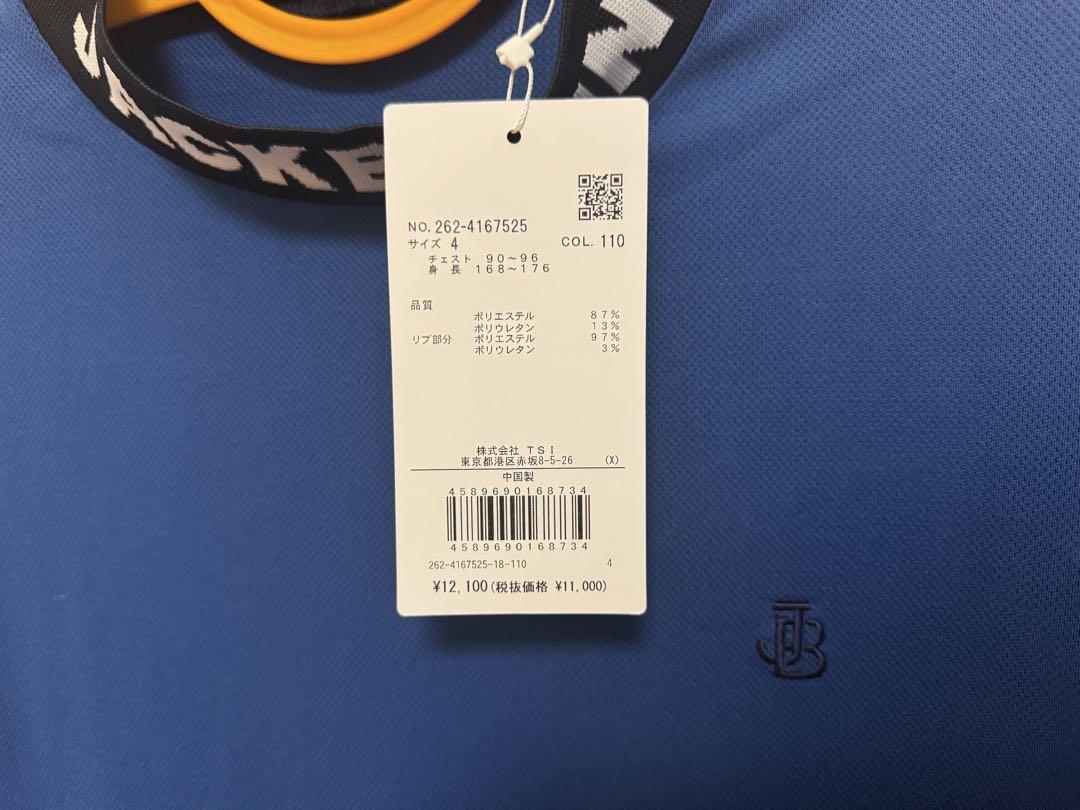 JACKE
IN
NO. 262-4167525
サイズ 4 COL. 110
チェスト 90～96
身長 168～176
品質
ポリエステル 87%
ポリウレタン 13%
リブ部分 ポリエステル 97%
ポリウレタン 3%
株式会社 TSI
東京都港区赤坂8-5-26 (X)
中国製
4589690168734
4589690168734
262-4167525-18-110 4
¥12,100(税抜価格 ¥11,000)
JB